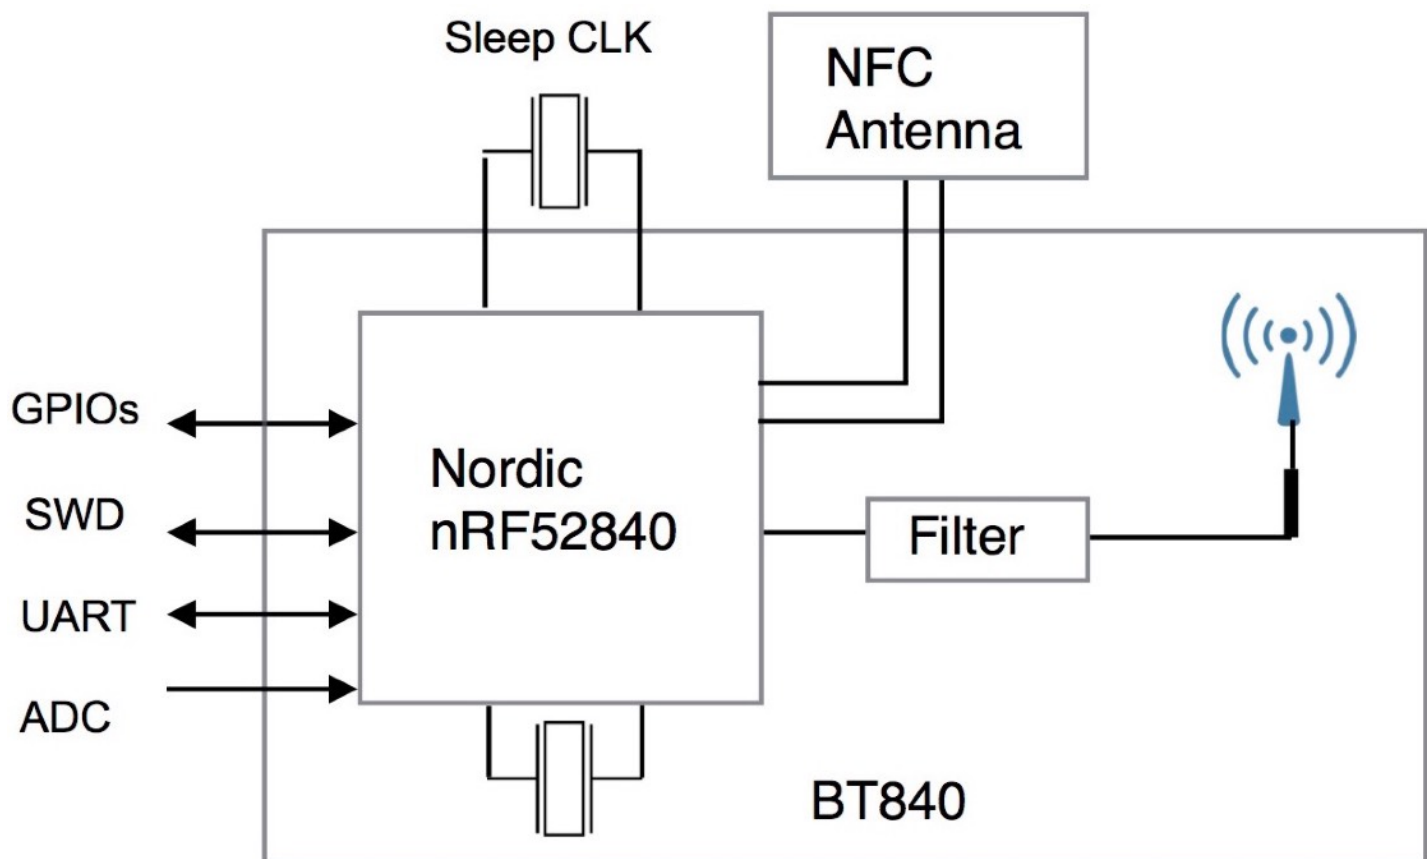 Sleep CLK
NFC
Antenna
GPIOs
SWD
UART
ADC
Nordic
nRF52840
Filter
BT840